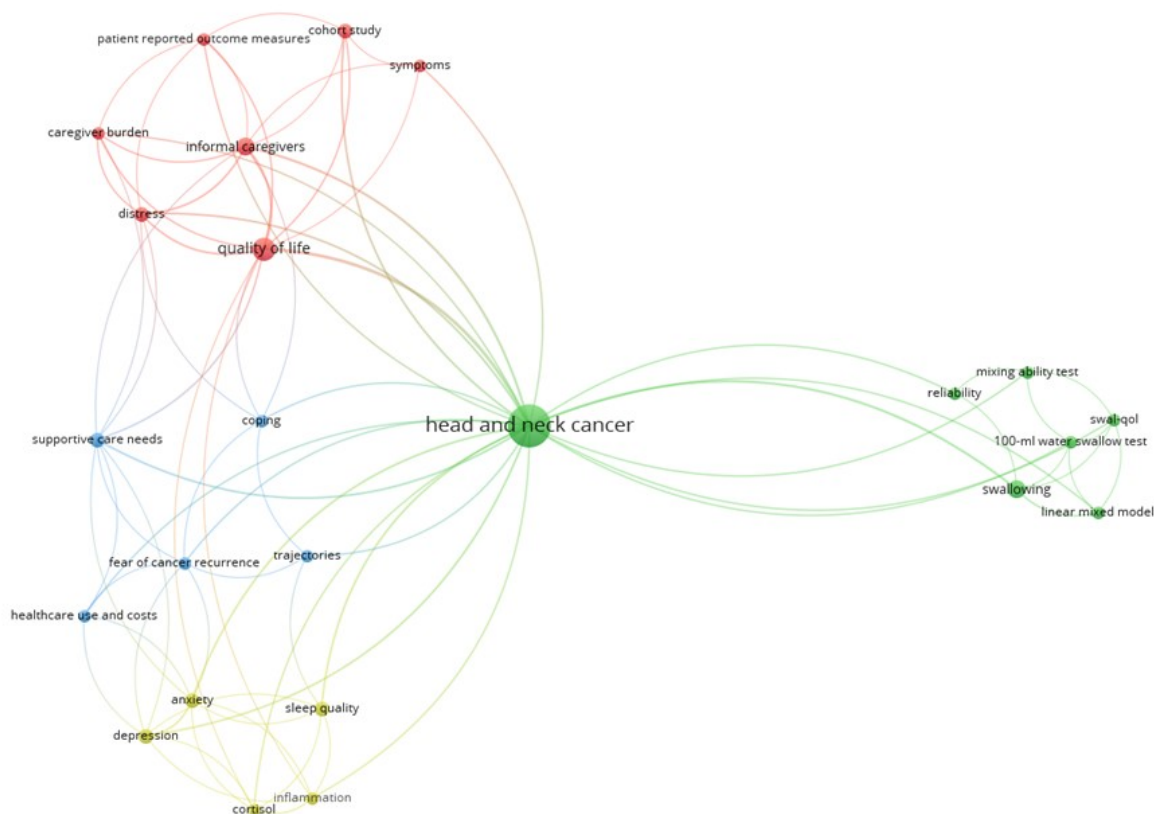 cohort study
patient reported outcome measures
symptoms
caregiver burden
informal caregivers
distress
quality of life
mixing ability test
reliability
swal-qol
coping
head and neck cancer
supportive care needs
100-ml water swallow test
swallowing
linear mixed model
trajectories
fear of cancer recurrence
healthcare use and costs
anxiety
sleep quality
depression
inflammation
cortisol